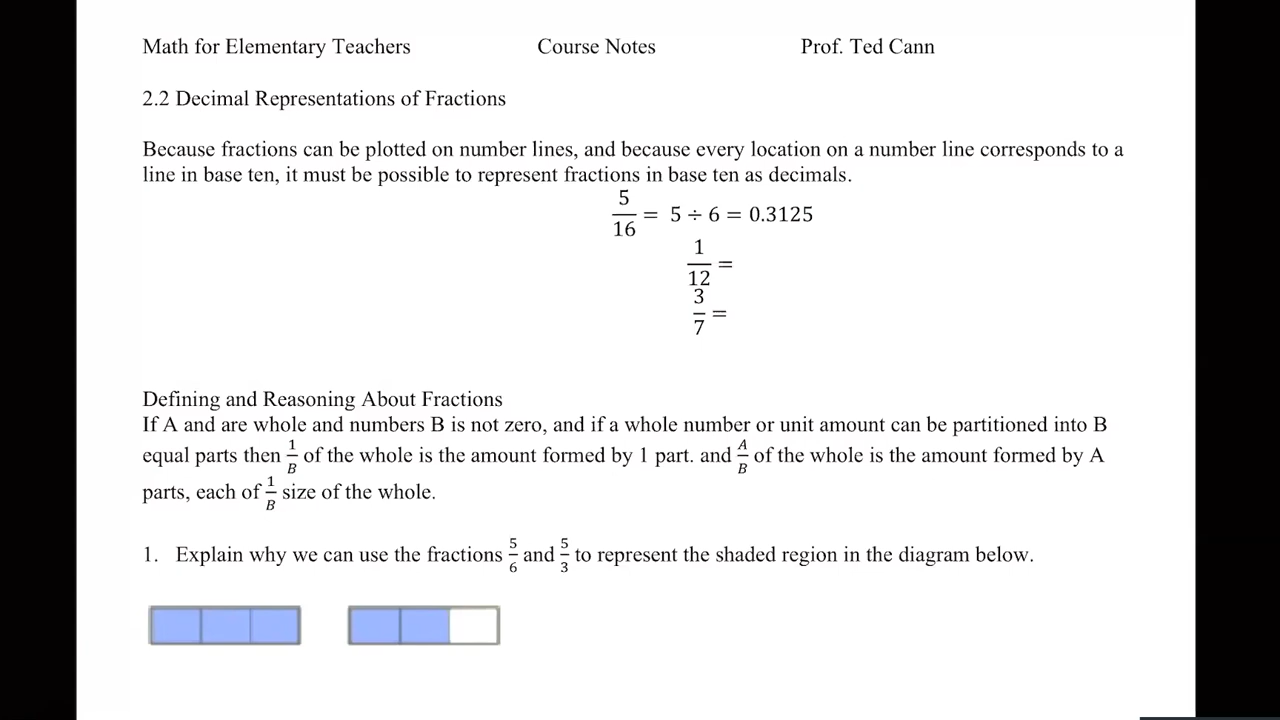 Math for Elementary Teachers Course Notes Prof. Ted Cann
2.2 Decimal Representations of Fractions
Because fractions can be plotted on number lines, and because every location on a number line corresponds to a
line in base ten, it must be possible to represent fractions in base ten as decimals.
5/16 = 5 ÷ 6 = 0.3125
1/12 =
3/7 =
Defining and Reasoning About Fractions
If A and are whole and numbers B is not zero, and if a whole number or unit amount can be partitioned into B
equal parts then 1/B of the whole is the amount formed by 1 part. and A/B of the whole is the amount formed by A
parts, each of 1/B size of the whole.
1. Explain why we can use the fractions 5/6 and 5/3 to represent the shaded region in the diagram below.